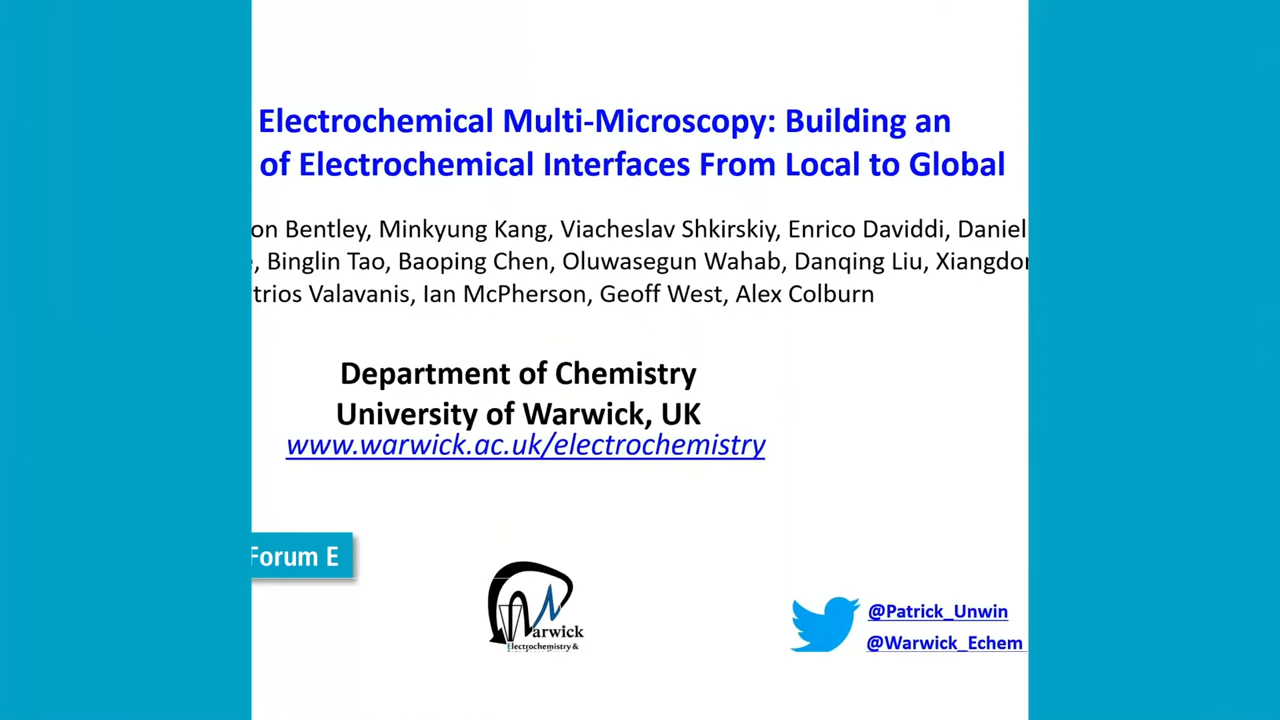 Electrochemical Multi-Microscopy: Building an
of Electrochemical Interfaces From Local to Global
on Bentley, Minkyung Kang, Viacheslav Shkirskiy, Enrico Daviddi, Daniel
, Binglin Tao, Baoping Chen, Oluwasegun Wahab, Danqing Liu, Xiangdon
trios Valavanis, Ian McPherson, Geoff West, Alex Colburn
Department of Chemistry
University of Warwick, UK
www.warwick.ac.uk/electrochemistry
Forum E
Warwick
Electrochemistry &
@Patrick_Unwin
@Warwick_Echem